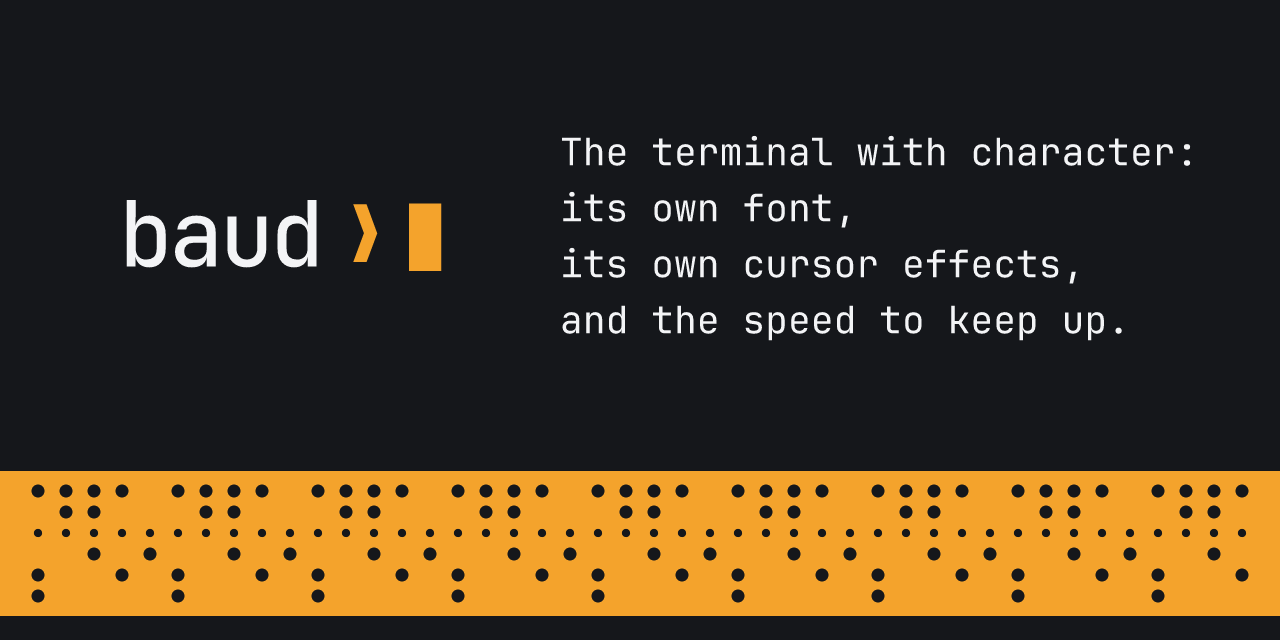 baud ❯ █
The terminal with character:
its own font,
its own cursor effects,
and the speed to keep up.